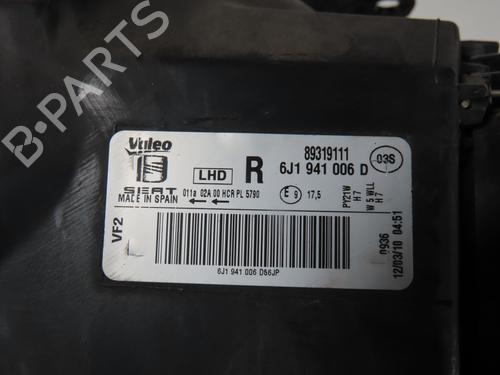 B-PARTS
Valeo
89319111
03S
SEAT
LHD
R
6J1 941 006 D
MADE IN SPAIN
011a 02A 00 HCR PL 5790
E 9
17,5
PY21W
H7
W 5 WLL
H7
VF2
0936
12/03/10 04:51
6J1 941 006 D56JP